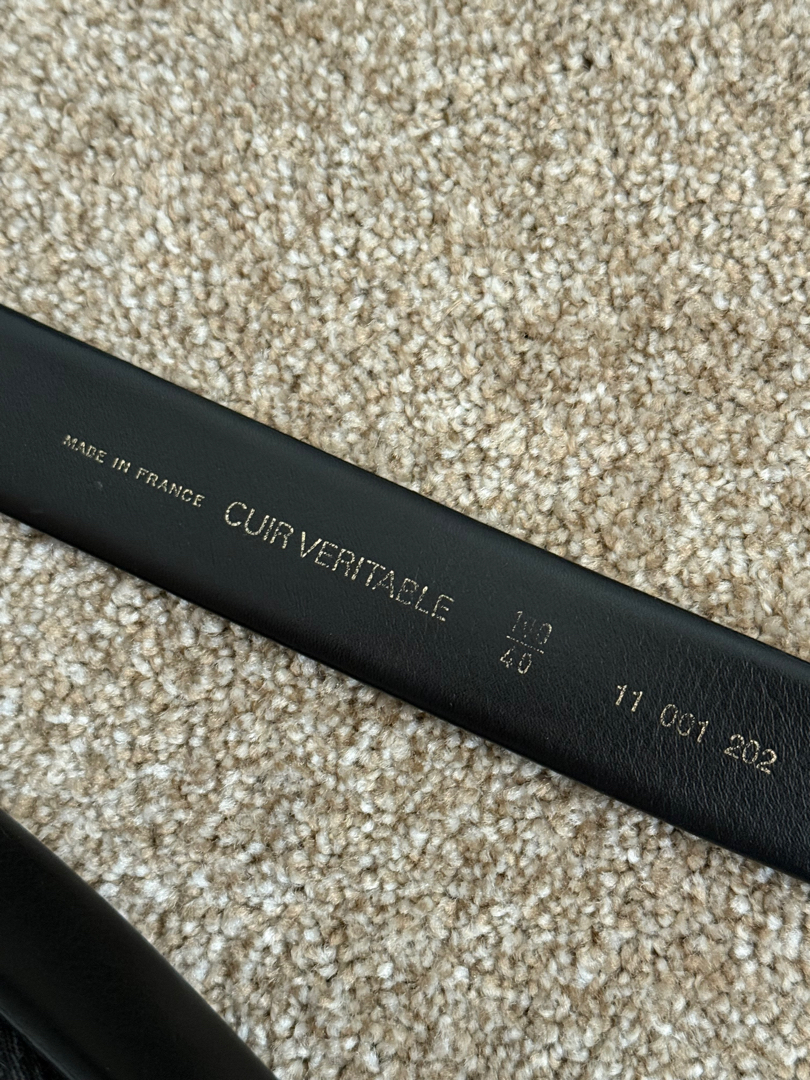 MADE IN FRANCE
CUIR VERITABLE
40
11 001 202